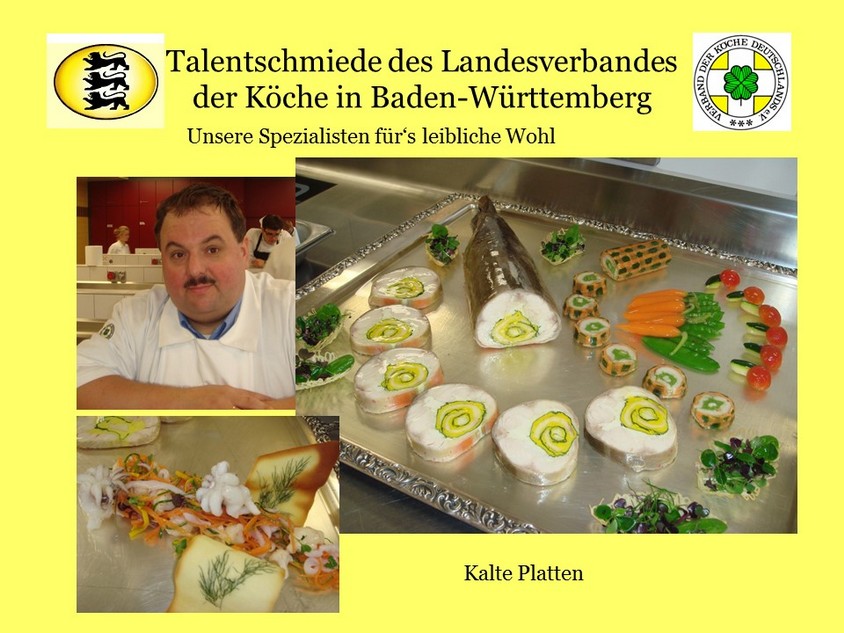 Talentschmiede des Landesverbandes
der Köche in Baden-Württemberg
Unsere Spezialisten für‘s leibliche Wohl
VERBAND DER KÖCHE DEUTSCHLANDS e.V.
***
Kalte Platten